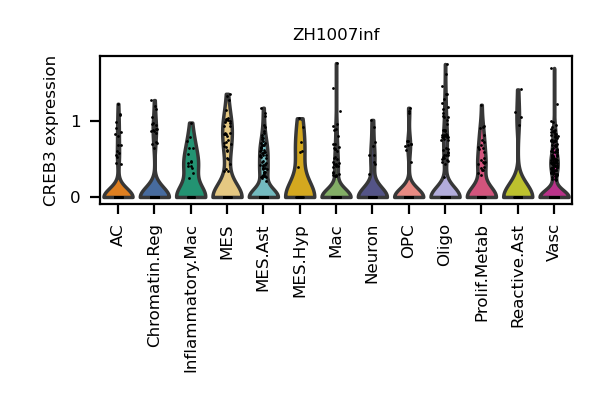 ZH1007inf
CREB3 expression
1
0
AC
Chromatin.Reg
Inflammatory.Mac
MES
MES.Ast
MES.Hyp
Mac
Neuron
OPC
Oligo
Prolif.Metab
Reactive.Ast
Vasc